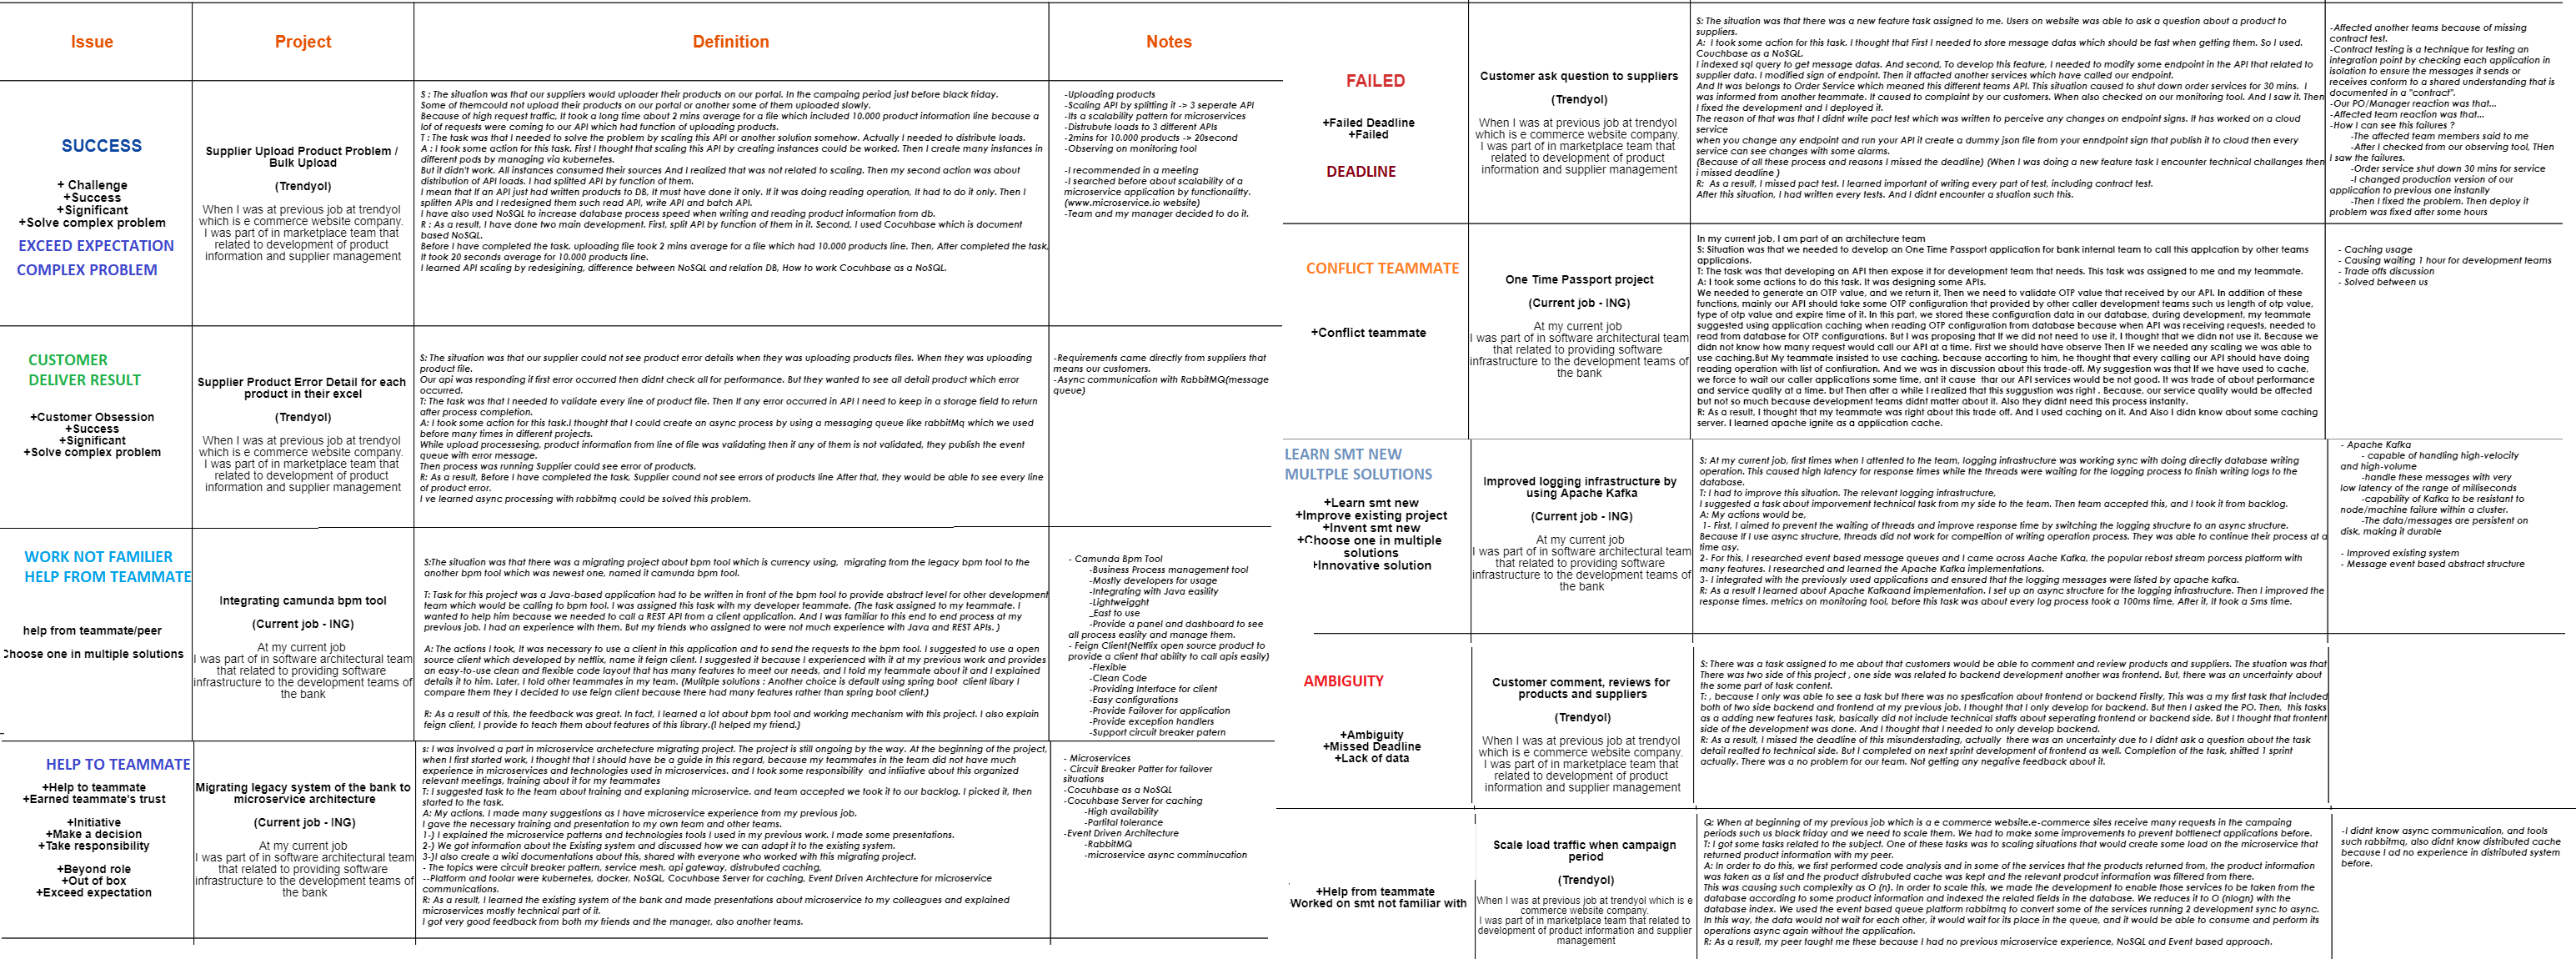 Issue
Project
Definition
Notes
SUCCESS
+ Challenge
+Success
+Significant
+Solve complex problem
EXCEED EXPECTATION
COMPLEX PROBLEM
Supplier Upload Product Problem /
Bulk Upload
(Trendyol)
When I was at previous job at trendyol
which is e commerce website company.
I was part of in marketplace team that
related to development of product
information and supplier management
S : The situation was that our suppliers would uploader their products on our portal. In the campaing period just before black friday.
Some of themcould not upload their products on our portal or another some of them uploaded slowly.
Because of high request traffic, It took a long time about 2 mins average for a file which included 10.000 product information line because a
lof of requests were coming to our API which had function of uploading products.
T : The task was that I needed to solve the problem by scaling this API or another solution somehow. Actually I needed to distribute loads.
A : I took some action for this task. First I thought that scaling this API by creating instances could be worked. Then I create many instances in
different pods by managing via kubernetes.
But it didn't work. All instances consumed their sources And I realized that was not related to scaling. Then my second action was about
distribution of API loads. I had splitted API by function of them.
I mean that If an API just had written products to DB, It must have done it only. If it was doing reading operation, It had to do it only. Then I
splitten APIs and I redesigned them such read API, write API and batch API.
I have also used NoSQL to increase database process speed when writing and reading product information from db.
R : As a result, I have done two main development. First, split API by function of them in it. Second, I used Cocuhbase which is document
based NoSQL.
Before I have completed the task. uploading file took 2 mins average for a file which had 10.000 products line. Then, After completed the task,
It took 20 seconds average for 10.000 products line.
I learned API scaling by redesigining, difference between NoSQL and relation DB, How to work Cocuhbase as a NoSQL.
-Uploading products
-Scaling API by splitting it -> 3 seperate API
-Its a scalability pattern for microservices
-Distrubute loads to 3 different APIs
-2mins for 10.000 products -> 20second
-Observing on monitoring tool
-I recommended in a meeting
-I searched before about scalability of a
microservice application by functionality.
(www.microservice.io website)
-Team and my manager decided to do it.
CUSTOMER
DELIVER RESULT
+Customer Obsession
+Success
+Significant
+Solve complex problem
Supplier Product Error Detail for each
product in their excel
(Trendyol)
When I was at previous job at trendyol
which is e commerce website company.
I was part of in marketplace team that
related to development of product
information and supplier management
S: The situation was that our supplier could not see product error details when they was uploading products files. When they was uploading
product file.
Our api was responding if first error occurred then didnt check all for performance. But they wanted to see all detail product which error
occurred.
T: The task was that I needed to validate every line of product file. Then If any error occurred in API I need to keep in a storage field to return
after process completion.
A: I took some action for this task.I thought that I could create an async process by using a messaging queue like rabbitMq which we used
before many times in different projects.
While upload processesing, product information from line of file was validating then if any of them is not validated, they publish the event
queue with error message.
Then process was running Supplier could see error of products.
R: As a result, Before I have completed the task, Supplier cound not see errors of products line After that, they would be able to see every line
of product error.
I ve learned async processing with rabbitmq could be solved this problem.
-Requirements came directly from suppliers that
means our customers.
-Async communication with RabbitMQ(message
queue)
WORK NOT FAMILIER
HELP FROM TEAMMATE
help from teammate/peer
Choose one in multiple solutions
Integrating camunda bpm tool
(Current job - ING)
At my current job
I was part of in software architectural team
that related to providing software
infrastructure to the development teams of
the bank
S:The situation was that there was a migrating project about bpm tool which is currency using, migrating from the legacy bpm tool to the
another bpm tool which was newest one, named it camunda bpm tool.
T: Task for this project was a Java-based application had to be written in front of the bpm tool to provide abstract level for other development
team which would be calling to bpm tool. I was assigned this task with my developer teammate. (The task assigned to my teammate. I
wanted to help him because we needed to call a REST API from a client application. And I was familiar to this end to end process at my
previous job. I had an experience with them. But my friends who assigned to were not much experience with Java and REST APIs. )
A: The actions I took, It was necessary to use a client in this application and to send the requests to the bpm tool. I suggested to use a open
source client which developed by netflix, name it feign client. I suggested it because I experienced with it at my previous work and provides
an easy-to-use clean and flexible code layout that has many features to meet our needs, and I told my teammate about it and I explained
details it to him. Later, I told other teammates in my team. (Mulitple solutions : Another choice is default using spring boot client libary I
compare them they I decided to use feign client because there had many features rather than spring boot client.)
R: As a result of this, the feedback was great. In fact, I learned a lot about bpm tool and working mechanism with this project. I also explain
feign client, I provide to teach them about features of this library.(I helped my friend.)
- Camunda Bpm Tool
-Business Process management tool
-Mostly developers for usage
-Integrating with Java easility
-Lightweigght
_East to use
-Provide a panel and dashboard to see
all process easlity and manage them.
- Feign Client(Netflix open source product to
provide a client that ability to call apis easily)
-Flexible
-Clean Code
-Providing Interface for client
-Easy configurations
-Provide Failover for application
-Provide exception handlers
-Support circuit breaker patern
HELP TO TEAMMATE
+Help to teammate
+Earned teammate's trust
+Initiative
+Make a decision
+Take responsibility
+Beyond role
+Out of box
+Exceed expectation
Migrating legacy system of the bank to
microservice architecture
(Current job - ING)
At my current job
I was part of in software architectural team
that related to providing software
infrastructure to the development teams of
the bank
s: I was involved a part in microservice archetecture migrating project. The project is still ongoing by the way. At the beginning of the project,
when I first started work, I thought that I should be a guide in this regard, because my teammates in the team did not have much
experience in microservices and technologies used in microservices. and I took some responsibility and intiiative about this organized
relevant meetings, training about it for my teammates
T: I suggested task to the team about training and explaning microservice. and team accepted we took it to our backlog. I picked it, then
started to the task.
A: My actions, I made many suggestions as I have microservice experience from my previous job.
I gave the necessary training and presentation to my own team and other teams.
1-) I explained the microservice patterns and technologies tools I used in my previous work. I made some presentations.
2-) We got information about the Existing system and discussed how we can adapt it to the existing system.
3-)I also create a wiki documentations about this, shared with everyone who worked with this migrating project.
- The topics were circuit breaker pattern, service mesh, api gateway, distrubuted caching,
--Platform and toolar were kubernetes, docker, NoSQL, Cocuhbase Server for caching, Event Driven Archtecture for microservice
communications.
R: As a result, I learned the existing system of the bank and made presentations about microservice to my colleagues and explained
microservices mostly technical part of it.
I got very good feedback from both my friends and the manager, also another teams.
- Microservices
- Circuit Breaker Patter for failover
situations
-Cocuhbase as a NoSQL
-Cocuhbase Server for caching
-High availability
-Partital tolerance
-Event Driven Architecture
-RabbitMQ
-microservice async comminucation
FAILED
+Failed Deadline
+Failed
DEADLINE
Customer ask question to suppliers
(Trendyol)
When I was at previous job at trendyol
which is e commerce website company.
I was part of in marketplace team that
related to development of product
information and supplier management
S: The situation was that there was a new feature task assigned to me. Users on website was able to ask a question about a product to
suppliers.
A: I took some action for this task. I thought that First I needed to store message datas which should be fast when getting them. So I used.
Couchbase as a NoSQL.
I indexed sql query to get message datas. And second, To develop this feature, I needed to modify some endpoint in the API that related to
supplier data. I modified sign of endpoint. Then it affacted another services which have called our endpoint.
And It was belongs to Order Service which meaned this different teams API. This situation caused to shut down order services for 30 mins. I
was informed from another teammate. It caused to complaint by our customers. When also checked on our monitoring tool. And I saw it. Then
I fixed the development and I deployed it.
The reason of that was that I didnt write pact test which was written to perceive any changes on endpoint signs. It has worked on a cloud
service
when you change any endpoint and run your API it create a dummy json file from your enndpoint sign that publish it to cloud then every
service can see changes with some alarms.
(Because of all these process and reasons I missed the deadline) (When I was doing a new feature task I encounter technical challenges then
i missed deadline )
R: As a result, I missed pact test. I learned important of writing every part of test, including contract test.
After this situation, I had written every tests. And I didnt encounter a stuation such this.
-Affected another teams because of missing
contract test.
-Contract testing is a technique for testing an
integration point by checking each application in
isolation to ensure the messages it sends or
receives conform to a shared understanding that is
documented in a "contract".
-Our PO/Manager reaction was that...
-Affected team reaction was that...
-How I can see this failures ?
-The affected team members said to me
-After I checked from our observing tool, THen
I saw the failures.
-Order service shut down 30 mins for service
-I changed production version of our
application to previous one instantly
-Then I fixed the problem. Then deploy it
problem was fixed after some hours
CONFLICT TEAMMATE
+Conflict teammate
One Time Passport project
(Current job - ING)
At my current job
I was part of in software architectural team
that related to providing software
infrastructure to the development teams of
the bank
In my current job, I am part of an architecture team
S: Situation was that we needed to develop an One Time Passport application for bank internal team to call this applcation by other teams
applicaions.
T: The task was that developing an API then expose it for development team that needs. This task was assigned to me and my teammate.
A: I took some actions to do this task. It was designing some APIs.
We needed to generate an OTP value, and we return it, Then we need to validate OTP value that received by our API. In addition of these
functions, mainly our API should take some OTP configuration that provided by other caller development teams such us length of otp value,
type of otp value and expire time of it. In this part, we stored these configuration data in our database, during development, my teammate
suggested using application caching when reading OTP configuration from database because when API was receiving requests, needed to
read from database for OTP configurations. But I was proposing that If we did not need to use it, I thought that we did not use it. Because we
didn not know how many request would call our API at a time. First we should have observe Then IF we needed any scaling we was able to
use caching.But My teammate insisted to use caching. because accorting to him, he thought that every calling our API should have doing
reading operation with list of confiuration. And we was in discussion about this trade-off. My suggestion was that If we have used to cache,
we force to wait our caller applications some time, ant it cause thar our API services would be not good. It was trade of about performance
and service quality at a time. but Then after a while I realized that this suggustion was right . Because, our service quality would be affected
but not so much because development teams didnt matter about it. Also they didnt need this process instantly.
R: As a result, I thought that my teammate was right about this trade off. And I used caching on it. And Also I didn know about some caching
server. I learned apache ignite as a application cache.
- Caching usage
- Causing waiting 1 hour for development teams
- Trade offs discussion
- Solved between us
LEARN SMT NEW
MULTPLE SOLUTIONS
+Learn smt new
+Improve existing project
+Invent smt new
+Choose one in multiple
solutions
+Innovative solution
Improved logging infrastructure by
using Apache Kafka
(Current job - ING)
At my current job
I was part of in software architectural team
that related to providing software
infrastructure to the development teams of
the bank
S: At my current job, first times when I attented to the team, logging infrastructure was working sync with doing directly database writing
operation. This caused high latency for response times while the threads were waiting for the logging process to finish writing logs to the
database.
T: I had to improve this situation. The relevant logging infrastructure,
I suggested a task about imporvement technical task from my side to the team. Then team accepted this, and I took it from backlog.
A: My actions would be,
1- First, I aimed to prevent the waiting of threads and improve response time by switching the logging structure to an async structure.
Because If I use async structure, threads did not work for compeltion of writing operation process. They was able to continue their process at a
time asy.
2- For this, I researched event based message queues and I came across Aache Kafka, the popular rebost stream porcess platform with
many features. I researched and learned the Apache Kafka implementations.
3- I integrated with the previously used applications and ensured that the logging messages were listed by apache kafka.
R: As a result I learned about Apache Kafkaand implementation. I set up an async structure for the logging infrastructure. Then I improved the
response times. metrics on monitoring tool, before this task was about every log process took a 100ms time, After it, It took a 5ms time.
- Apache Kafka
- capable of handling high-velocity
and high-volume
-handle these messages with very
low latency of the range of milliseconds
-capability of Kafka to be resistant to
node/machine failure within a cluster.
-The data/messages are persistent on
disk, making it durable
- Improved existing system
- Message event based abstract structure
AMBIGUITY
+Ambiguity
+Missed Deadline
+Lack of data
Customer comment, reviews for
products and suppliers
(Trendyol)
When I was at previous job at trendyol
which is e commerce website company.
I was part of in marketplace team that
related to development of product
information and supplier management
S: There was a task assigned to me about that customers would be able to comment and review products and suppliers. The stuation was that
There was two side of this project , one side was related to backend development another was frontend. But, there was an uncertainty about
the some part of task content.
T: , because I only was able to see a task but there was no spesfication about frontend or backend Firstly, This was a my first task that included
both of two side backend and frontend at my previous job. I thought that I only develop for backend. But then I asked the PO. Then, this tasks
as a adding new features task, basically did not include technical staffs about seperating frontend or backend side. But I thought that frontent
side of the development was done. And I thought that I needed to only develop backend.
R: As a result, I missed the deadline of this misunderstading, actually there was an uncertainty due to I didnt ask a question about the task
detail realted to technical side. But I completed on next sprint development of frontend as well. Completion of the task, shifted 1 sprint
actually. There was no problem for our team. Not getting any negative feedback about it.
+Help from teammate
Worked on smt not familiar with
Scale load traffic when campaign
period
(Trendyol)
When I was at previous job at trendyol which is e
commerce website company.
I was part of in marketplace team that related to
development of product information and supplier
management
Q: When at beginning of my previous job which is a e commerce website.e-commerce sites receive many requests in the campaing
periods such us black friday and we need to scale them. We had to make some improvements to prevent bottlenect applications before.
T: I got some tasks related to the subject. One of these tasks was to scaling situations that would create some load on the microservice that
returned product information with my peer.
A: In order to do this, we first performed code analysis and in some of the services that the products returned from, the product information
was taken as a list and the product distrubuted cache was kept and the relevant prodcut information was filtered from there.
This was causing such complexity as O (n). In order to scale this, we made the development to enable those services to be taken from the
database according to some product information and indexed the related fields in the database. We reduces it to O (nlogn) with the
database index. We used the event based queue platform rabbitmq to convert some of the services running 2 development sync to async.
In this way, the data would not wait for each other, it would wait for its place in the queue, and it would be able to consume and perform its
operations async again without the application.
R: As a result, my peer taught me these because I had no previous microservice experience, NoSQL and Event based approach.
-I didnt know async communication, and tools
such rabbitmq, also didnt know distributed cache
because I ad no experience in distributed system
before.